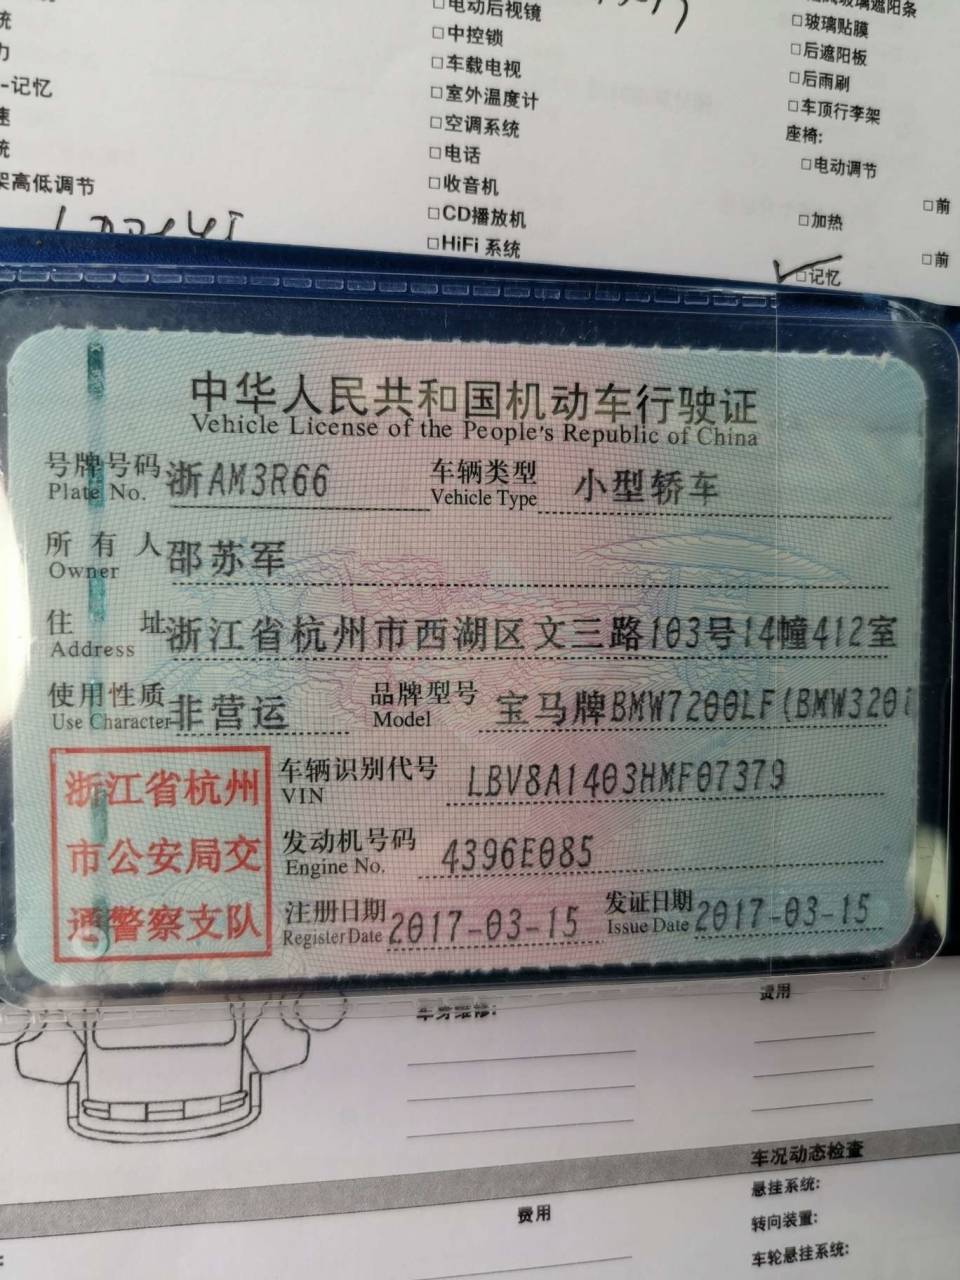 统
力
-记忆
速
统
架高低调节
□电动后视镜
□中控锁
□车载电视
□室外温度计
□空调系统
□电话
□收音机
□CD播放机
□HiFi 系统
□玻璃贴膜
□后遮阳板
□后雨刷
□车顶行李架
座椅:
□电动调节
□前
□加热
□前
□记忆
中华人民共和国机动车行驶证
Vehicle License of the People's Republic of China
号牌号码 浙AM3R66 车辆类型 小型轿车
Plate No. Vehicle Type
所有人 邵苏军
Owner
住址 浙江省杭州市西湖区文三路103号14幢412室
Address
使用性质 非营运 品牌型号 宝马牌BMW7200LF(BMW320i
Use Character Model
浙江省杭州
市公安局交
通警察支队
车辆识别代号 LBV8A1403HMF07379
VIN
发动机号码 4396E085
Engine No.
注册日期 2017-03-15 发证日期 2017-03-15
Register Date Issue Date
车身维修:
费用
车况动态检查
悬挂系统:
费用
转向装置:
车轮悬挂系统: